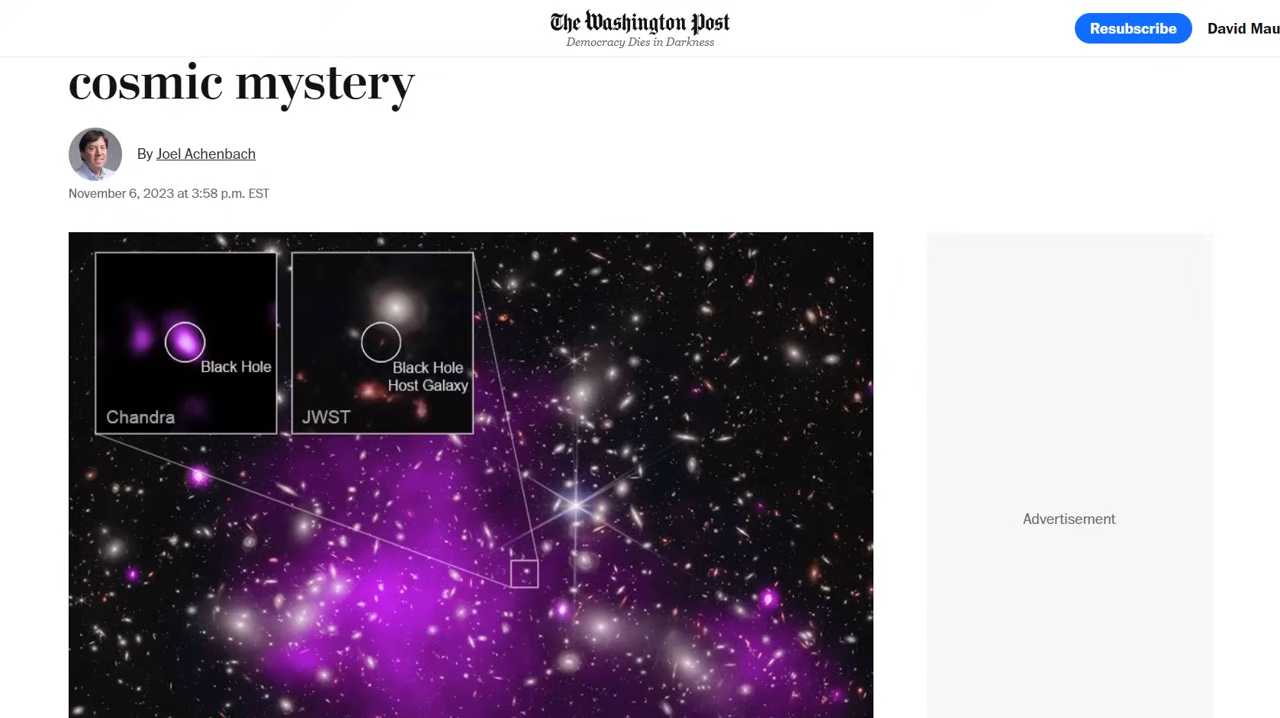 The Washington Post
Democracy Dies in Darkness
Resubscribe
David Mau
cosmic mystery
By Joel Achenbach
November 6, 2023 at 3:58 p.m. EST
Black Hole
Chandra
Black Hole
Host Galaxy
JWST
Advertisement